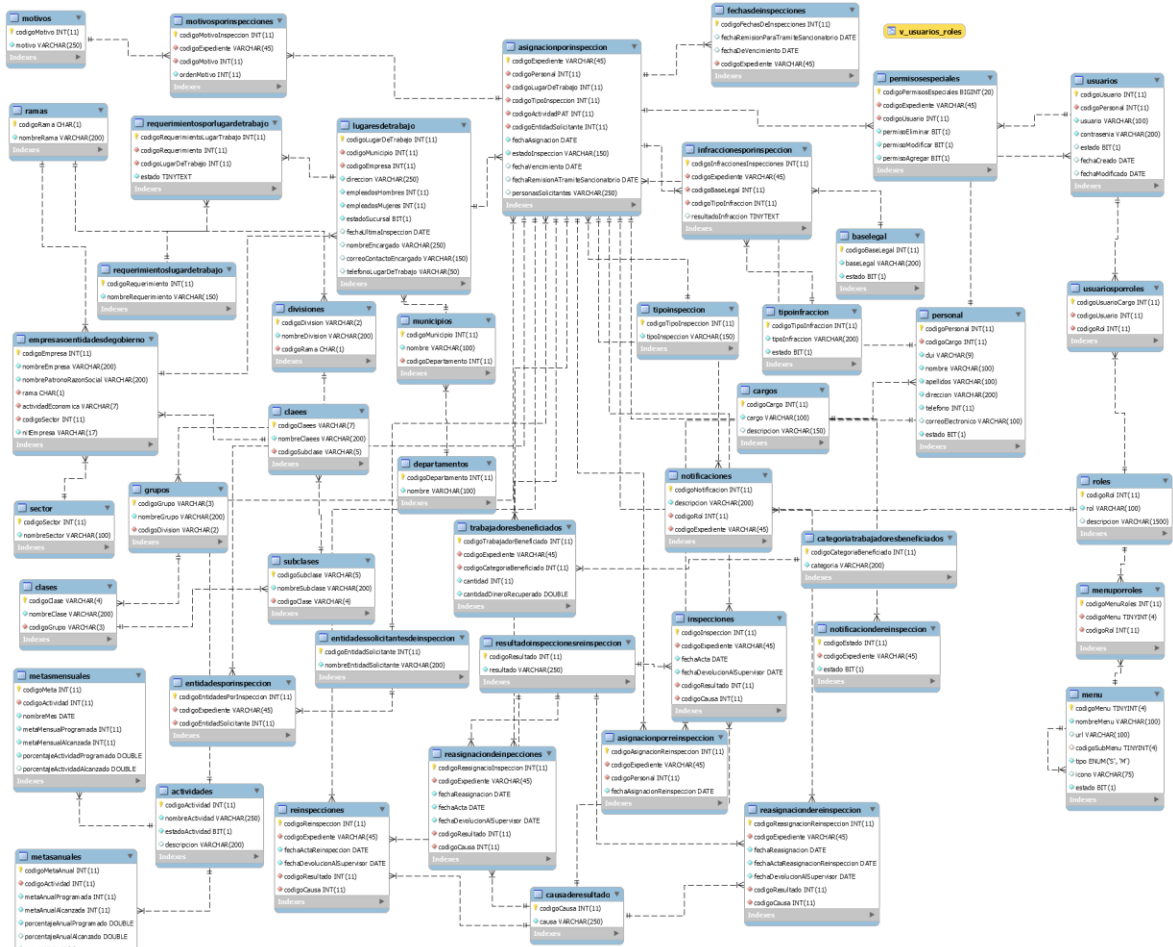 motivos
codigoMotivo INT(11)
motivo VARCHAR(250)
Indexes
motivosporinspecciones
codigoMotivoInspeccion INT(11)
codigoExpediente VARCHAR(45)
codigoMotivo INT(11)
ordenMotivo INT(11)
Indexes
asignacionporinspeccion
codigoExpediente VARCHAR(45)
codigoPersonal INT(11)
codigoLugarDeTrabajo INT(11)
codigoTipoInspeccion INT(11)
codigoActividadPAT INT(11)
codigoEntidadSolicitante INT(11)
fechaAsignacion DATE
estadoInspeccion VARCHAR(150)
fechaVencimiento DATE
fechaRemisionATramiteSancionatorio DATE
personasSolicitantes VARCHAR(250)
Indexes
fechasdeinspecciones
codigoFechasDeInspecciones INT(11)
fechaRemisionParaTramiteSancionatorio DATE
fechaDeVencimiento DATE
codigoExpediente VARCHAR(45)
Indexes
v_usuarios_roles
permisosespeciales
codigoPermisosEspeciales BIGINT(20)
codigoExpediente VARCHAR(45)
codigoUsuario INT(11)
permisoEliminar BIT(1)
permisoModificar BIT(1)
permisoAgregar BIT(1)
Indexes
usuarios
codigoUsuario INT(11)
codigoPersonal INT(11)
usuario VARCHAR(100)
contrasenia VARCHAR(200)
estado BIT(1)
fechaCreado DATE
fechaModificado DATE
Indexes
ramas
codigoRama CHAR(1)
nombreRama VARCHAR(200)
Indexes
requerimientosporlugardetrabajo
codigoRequerimientoLugarTrabajo INT(11)
codigoRequerimiento INT(11)
codigoLugarDeTrabajo INT(11)
estado TINYTEXT
Indexes
lugaresdetrabajo
codigoLugarDeTrabajo INT(11)
codigoMunicipio INT(11)
codigoEmpresa INT(11)
direccion VARCHAR(250)
empleadosHombres INT(11)
empleadosMujeres INT(11)
estadoSucursal BIT(1)
fechaUltimaInspeccion DATE
nombreEncargado VARCHAR(250)
correoContactoEncargado VARCHAR(150)
telefonoLugarDeTrabajo VARCHAR(50)
Indexes
infraccionesporinspeccion
codigoInfraccionesInspecciones INT(11)
codigoExpediente VARCHAR(45)
codigoBaseLegal INT(11)
codigoTipoInfraccion INT(11)
resultadoInfraccion TINYTEXT
Indexes
baselegal
codigoBaseLegal INT(11)
baseLegal VARCHAR(200)
estado BIT(1)
Indexes
requerimientoslugardetrabajo
codigoRequerimiento INT(11)
nombreRequerimiento VARCHAR(150)
Indexes
divisiones
codigoDivision VARCHAR(2)
nombreDivision VARCHAR(200)
codigoRama CHAR(1)
Indexes
municipios
codigoMunicipio INT(11)
nombre VARCHAR(100)
codigoDepartamento INT(11)
Indexes
tipoinspeccion
codigoTipoInspeccion INT(11)
tipoInspeccion VARCHAR(150)
Indexes
tipoinfraccion
codigoTipoInfraccion INT(11)
tipoInfraccion VARCHAR(200)
estado BIT(1)
Indexes
personal
codigoPersonal INT(11)
codigoCargo INT(11)
dui VARCHAR(9)
nombre VARCHAR(100)
apellidos VARCHAR(100)
direccion VARCHAR(200)
telefono INT(11)
correoElectronico VARCHAR(100)
estado BIT(1)
Indexes
usuariosporroles
codigoUsuarioCargo INT(11)
codigoUsuario INT(11)
codigoRol INT(11)
Indexes
empresasoentidadesdegobierno
codigoEmpresa INT(11)
nombreEmpresa VARCHAR(200)
nombrePatronoRazonSocial VARCHAR(200)
rama CHAR(1)
actividadEconomica VARCHAR(7)
codigoSector INT(11)
nitEmpresa VARCHAR(17)
Indexes
claees
codigoClaees VARCHAR(7)
nombreClaees VARCHAR(200)
codigoSubclase VARCHAR(5)
Indexes
cargos
codigoCargo INT(11)
cargo VARCHAR(100)
descripcion VARCHAR(150)
Indexes
departamentos
codigoDepartamento INT(11)
nombre VARCHAR(100)
Indexes
notificaciones
codigoNotificacion INT(11)
descripcion VARCHAR(200)
codigoRol INT(11)
codigoExpediente VARCHAR(45)
Indexes
roles
codigoRol INT(11)
rol VARCHAR(100)
descripcion VARCHAR(1500)
Indexes
grupos
codigoGrupo VARCHAR(3)
nombreGrupo VARCHAR(200)
codigoDivision VARCHAR(2)
Indexes
sector
codigoSector INT(11)
nombreSector VARCHAR(100)
Indexes
trabajadoresbeneficiados
codigoTrabajadorBeneficiado INT(11)
codigoExpediente VARCHAR(45)
codigoCategoriaBeneficiado INT(11)
cantidad INT(11)
cantidadDineroRecuperado DOUBLE
Indexes
categoriatrabajadoresbeneficiados
codigoCategoriaBeneficiado INT(11)
categoria VARCHAR(200)
Indexes
subclases
codigoSubclase VARCHAR(5)
nombreSubclase VARCHAR(200)
codigoClase VARCHAR(4)
Indexes
clases
codigoClase VARCHAR(4)
nombreClase VARCHAR(200)
codigoGrupo VARCHAR(3)
Indexes
menuporroles
codigoMenuRoles INT(11)
codigoMenu TINYINT(4)
codigoRol INT(11)
Indexes
inspecciones
codigoInspeccion INT(11)
codigoExpediente VARCHAR(45)
fechaActa DATE
fechaDevolucionAlSupervisor DATE
codigoResultado INT(11)
codigoCausa INT(11)
Indexes
notificaciondereinspeccion
codigoEstado INT(11)
codigoExpediente VARCHAR(45)
estado BIT(1)
Indexes
entidadessolicitantesdeinspeccion
codigoEntidadSolicitante INT(11)
nombreEntidadSolicitante VARCHAR(200)
Indexes
resultadoinspeccionesreinspeccion
codigoResultado INT(11)
resultado VARCHAR(250)
Indexes
metasmensuales
codigoMeta INT(11)
codigoActividad INT(11)
nombreMes DATE
metaMensualProgramada INT(11)
metaMensualAlcanzada INT(11)
porcentajeActividadProgramado DOUBLE
porcentajeActividadAlcanzado DOUBLE
Indexes
entidadesporinspeccion
codigoEntidadesPorInspeccion INT(11)
codigoExpediente VARCHAR(45)
codigoEntidadSolicitante INT(11)
Indexes
menu
codigoMenu TINYINT(4)
nombreMenu VARCHAR(100)
url VARCHAR(100)
codigoSubMenu TINYINT(4)
tipo ENUM('S', 'M')
icono VARCHAR(75)
estado BIT(1)
Indexes
asignacionporreinspeccion
codigoAsignacionReinspeccion INT(11)
codigoExpediente VARCHAR(45)
codigoPersonal INT(11)
fechaAsignacionReinspeccion DATE
Indexes
reasignaciondeinpecciones
codigoReasignacioInspeccion INT(11)
codigoExpediente VARCHAR(45)
fechaReasignacion DATE
fechaActa DATE
fechaDevolucionAlSupervisor DATE
codigoResultado INT(11)
codigoCausa INT(11)
Indexes
actividades
codigoActividad INT(11)
nombreActividad VARCHAR(250)
estadoActividad BIT(1)
descripcion VARCHAR(200)
Indexes
reinspecciones
codigoReinspeccion INT(11)
codigoExpediente VARCHAR(45)
fechaActaReinspeccion DATE
fechaDevolucionAlSupervisor DATE
codigoResultado INT(11)
codigoCausa INT(11)
Indexes
reasignaciondereinspeccion
codigoReasignacionReinspeccion INT(11)
codigoExpediente VARCHAR(45)
fechaReasignacion DATE
fechaActaReasignacionReinspeccion DATE
fechaDevolucionAlSupervisor DATE
codigoResultado INT(11)
codigoCausa INT(11)
Indexes
metasanuales
codigoMetaAnual INT(11)
codigoActividad INT(11)
metaAnualProgramada INT(11)
metaAnualAlcanzada INT(11)
porcentajeAnualProgramado DOUBLE
porcentajeAnualAlcanzado DOUBLE
causaderesultado
codigoCausa INT(11)
causa VARCHAR(250)
Indexes